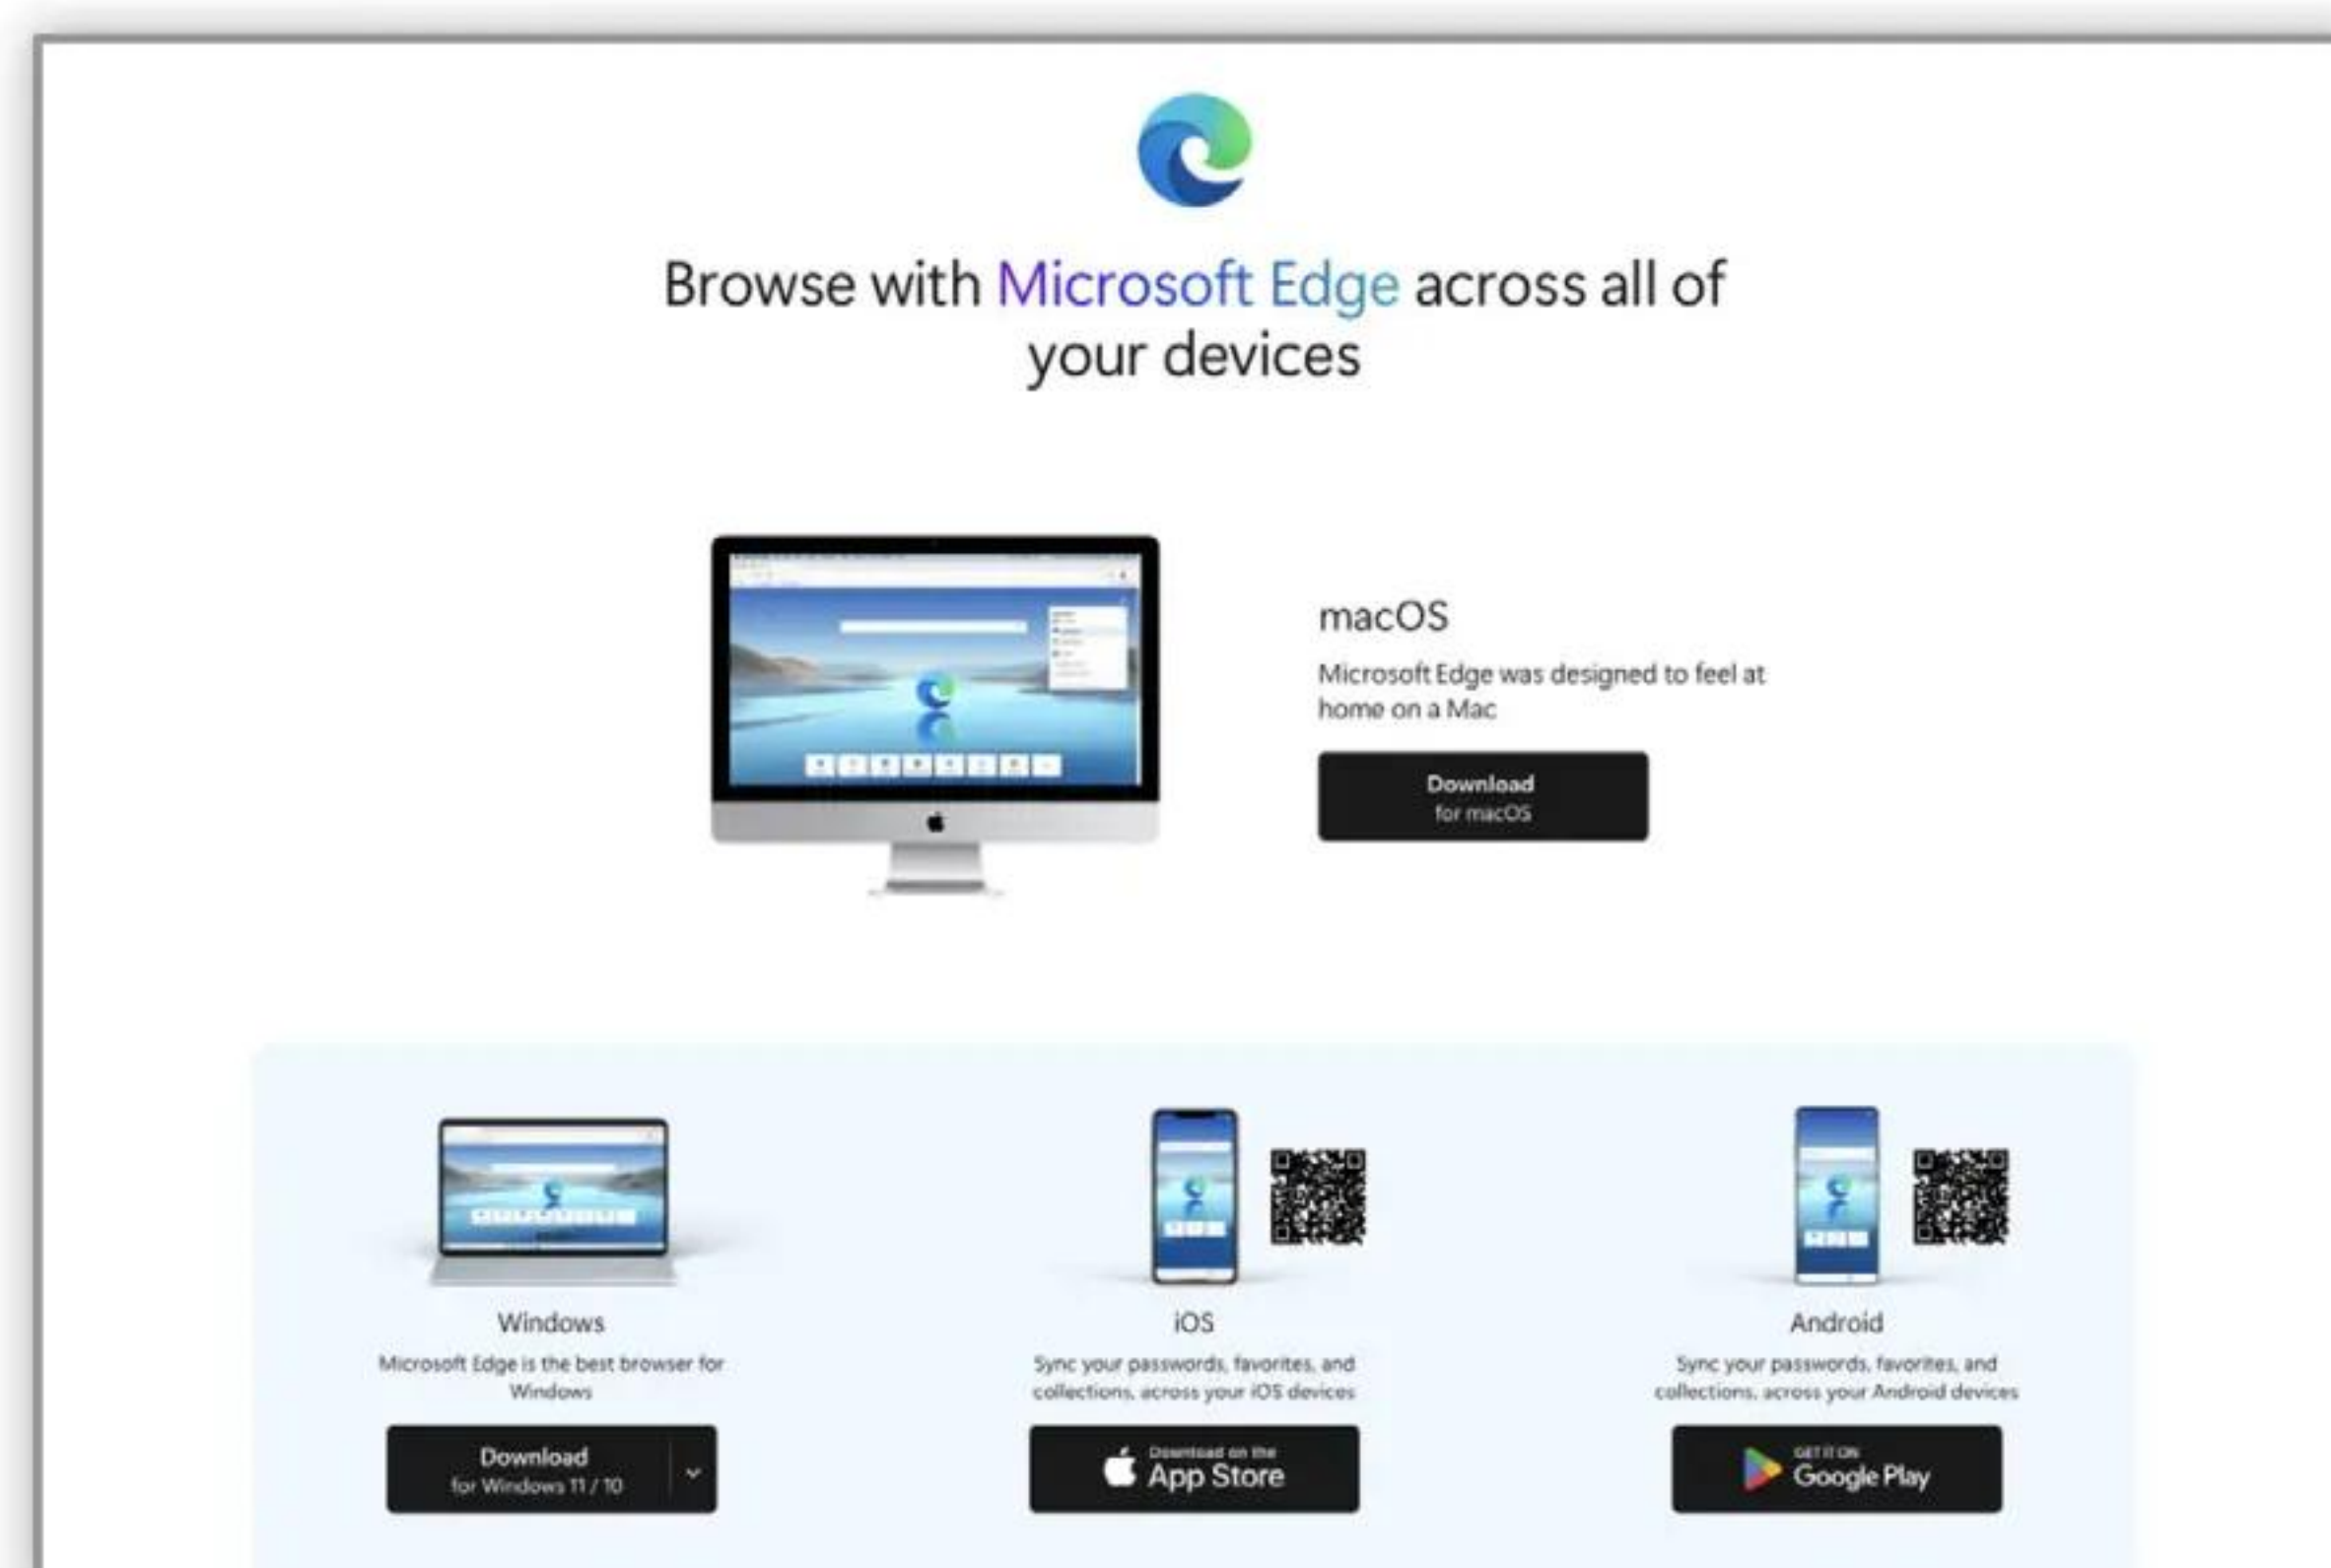 Browse with Microsoft Edge across all of
your devices
macOS
Microsoft Edge was designed to feel at
home on a Mac
Download
for macOS
Windows
Microsoft Edge is the best browser for
Windows
Download
for Windows 11 / 10
iOS
Sync your passwords, favorites, and
collections, across your iOS devices
Download on the
App Store
Android
Sync your passwords, favorites, and
collections, across your Android devices
GET IT ON
Google Play